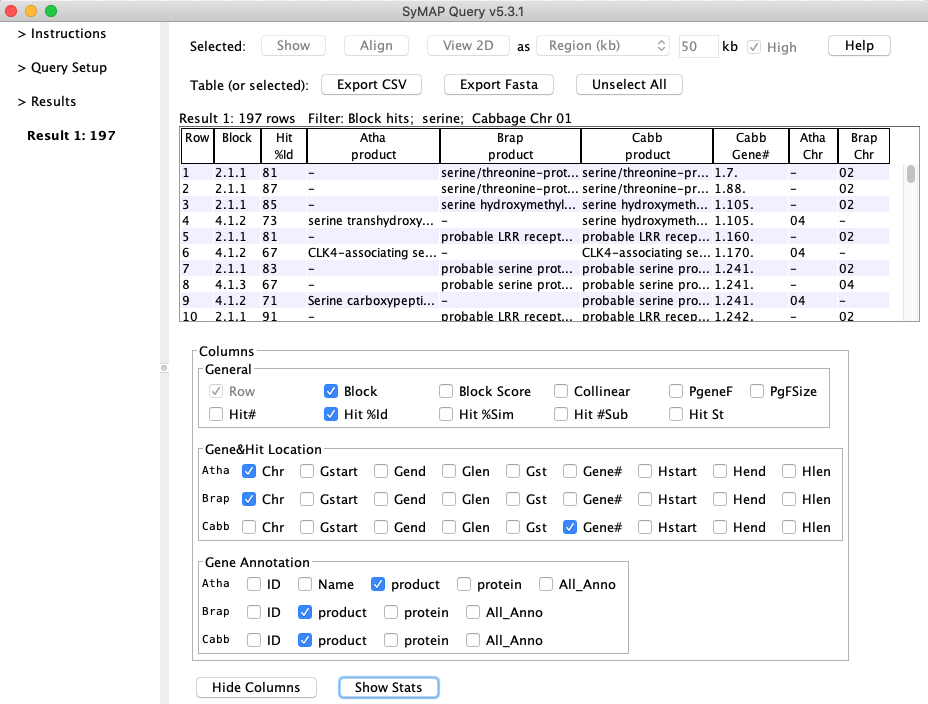 SyMAP Query v5.3.1
> Instructions
> Query Setup
> Results
Result 1: 197
Selected: Show Align View 2D as Region (kb) 50 kb High Help
Table (or selected): Export CSV Export Fasta Unselect All
Result 1: 197 rows Filter: Block hits; serine; Cabbage Chr 01
Row Block Hit %Id Atha product Brap product Cabb product Cabb Gene# Atha Chr Brap Chr
1 2.1.1 81 – serine/threonine-prot... serine/threonine-pr... 1.7. – 02
2 2.1.1 87 – serine/threonine-prot... serine/threonine-pr... 1.88. – 02
3 2.1.1 85 – serine hydroxymethyl... serine hydroxymeth... 1.105. – 02
4 4.1.2 73 serine transhydroxy... – serine hydroxymeth... 1.105. 04 –
5 2.1.1 81 – probable LRR recept... probable LRR recep... 1.160. – 02
6 4.1.2 67 CLK4-associating se... – CLK4-associating se... 1.170. 04 –
7 2.1.1 83 – probable serine prot... probable serine pro... 1.241. – 02
8 4.1.3 67 – probable serine prot... probable serine pro... 1.241. – 04
9 4.1.2 71 Serine carboxypepti... – probable serine pro... 1.241. 04 –
10 2.1.1 91 – probable LRR recept... probable LRR recep... 1.242. – 02
Columns
General
Row Block Block Score Collinear PgeneF PgFSize
Hit# Hit %Id Hit %Sim Hit #Sub Hit St
Gene&Hit Location
Atha Chr Gstart Gend Glen Gst Gene# Hstart Hend Hlen
Brap Chr Gstart Gend Glen Gst Gene# Hstart Hend Hlen
Cabb Chr Gstart Gend Glen Gst Gene# Hstart Hend Hlen
Gene Annotation
Atha ID Name product protein All_Anno
Brap ID product protein All_Anno
Cabb ID product protein All_Anno
Hide Columns Show Stats